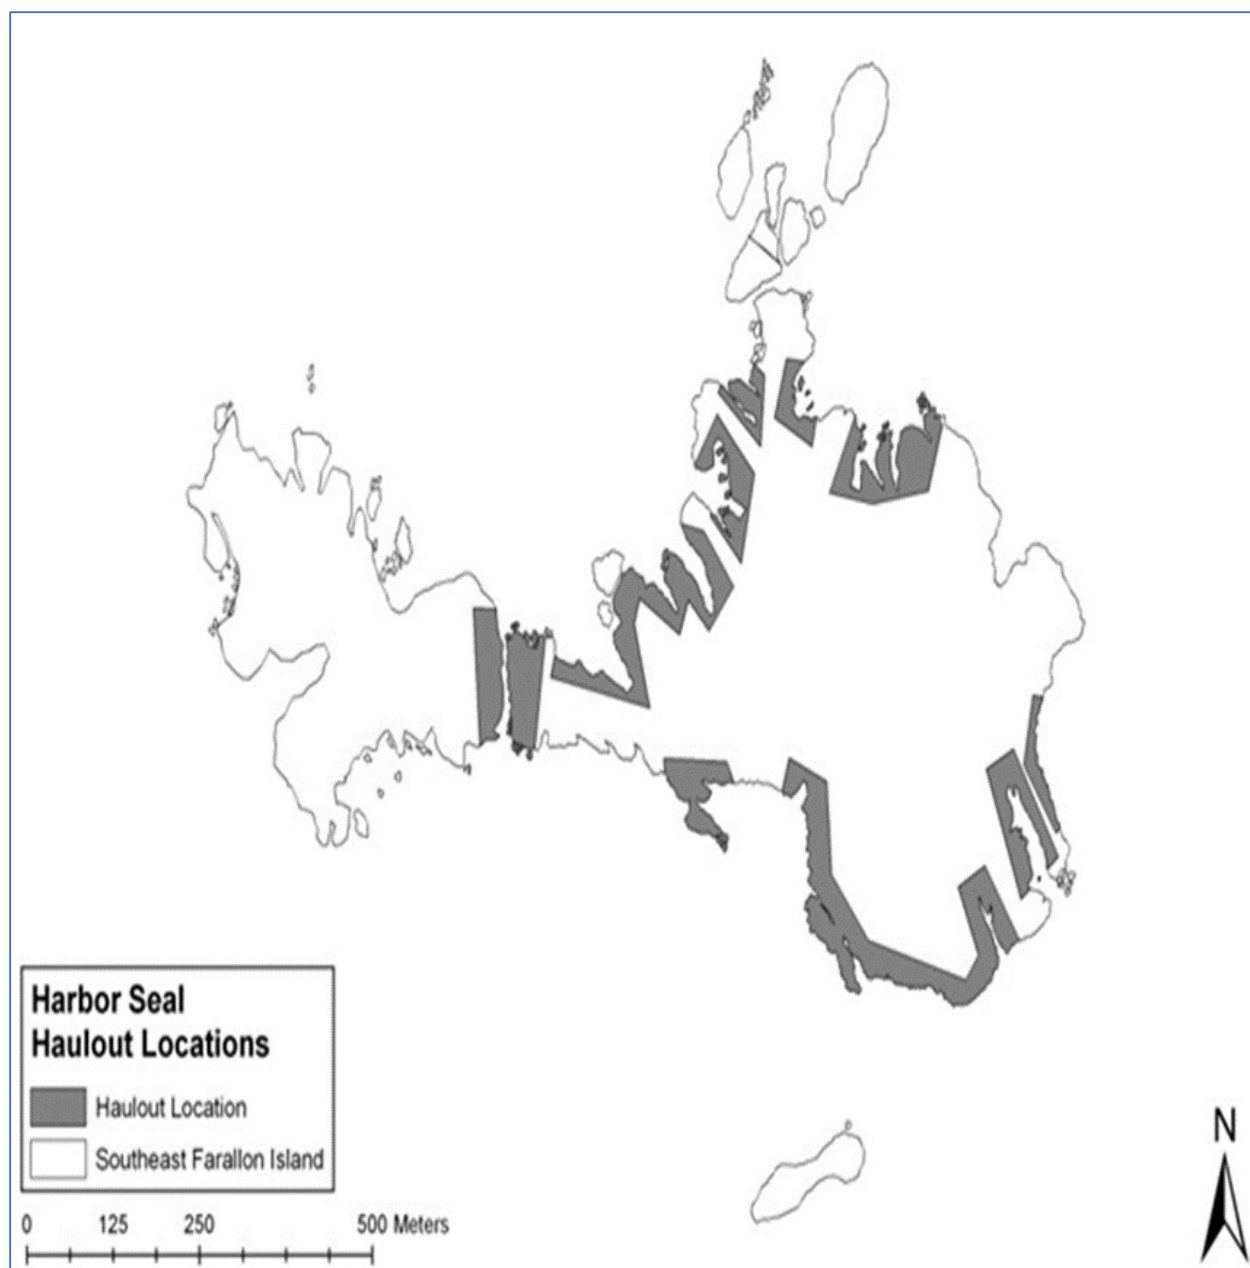 Harbor Seal
Haulout Locations
Haulout Location
Southeast Farallon Island
0 125 250 500 Meters
N